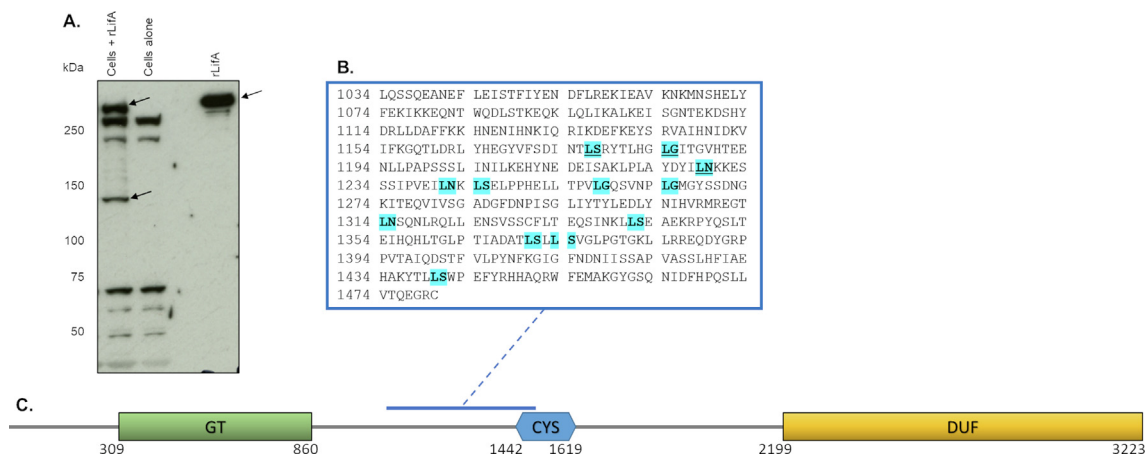 A.
Cells + rLifA
Cells alone
rLifA
kDa
250
150
100
75
50
B.
1034 LQSSQEANEF LEISTFIYEN DFLREKIEAV KNKMNSHELY
1074 FEKIKKEQNT WQDLSTKEQK LQLIKALKEI SGNTEKDSHY
1114 DRLLDAFFKK HNENIHNKIQ RIKDEFKEYS RVAIHNIDKV
1154 IFKGQTLDRL YHEGYVFSDI NTLSRYTLHG LGITGVHTEE
1194 NLLPAPSSSL INILKEHYNE DEISAKLPLA YDYILNKKES
1234 SSIPVEILNK LSELPPHELL TPVLGQSVNP LGMGYSSDNG
1274 KITEQVIVSG ADGFDNPISG LIYTYLEDLY NIHVRMREGT
1314 LNSQNLRQLL ENSVSSCFLT EQSINKLLSE AEKRPYQSLT
1354 EIHQHLTGLP TIADATLSLL SVGLPGTGKL LRREQDYGRP
1394 PVTAIQDSTF VLPYNFKGIG FNDNIISSAP VASSLHFIAE
1434 HAKYTLLSWP EFYRHHAQRW FEMAKGYGSQ NIDFHPQSLL
1474 VTQEGRC
C.
GT
CYS
DUF
309
860
1442
1619
2199
3223